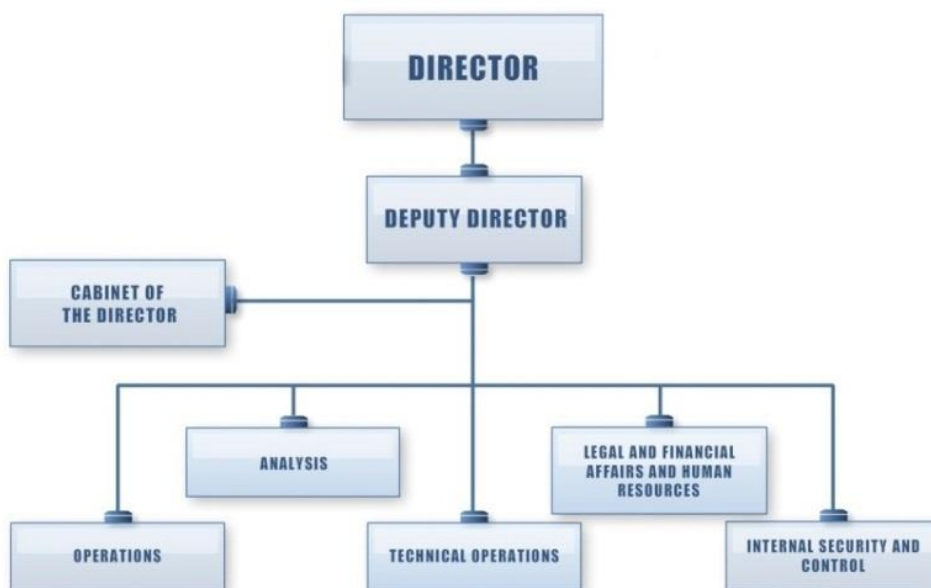 DIRECTOR
DEPUTY DIRECTOR
CABINET OF
THE DIRECTOR
ANALYSIS
LEGAL AND FINANCIAL
AFFAIRS AND HUMAN
RESOURCES
OPERATIONS
TECHNICAL OPERATIONS
INTERNAL SECURITY AND
CONTROL